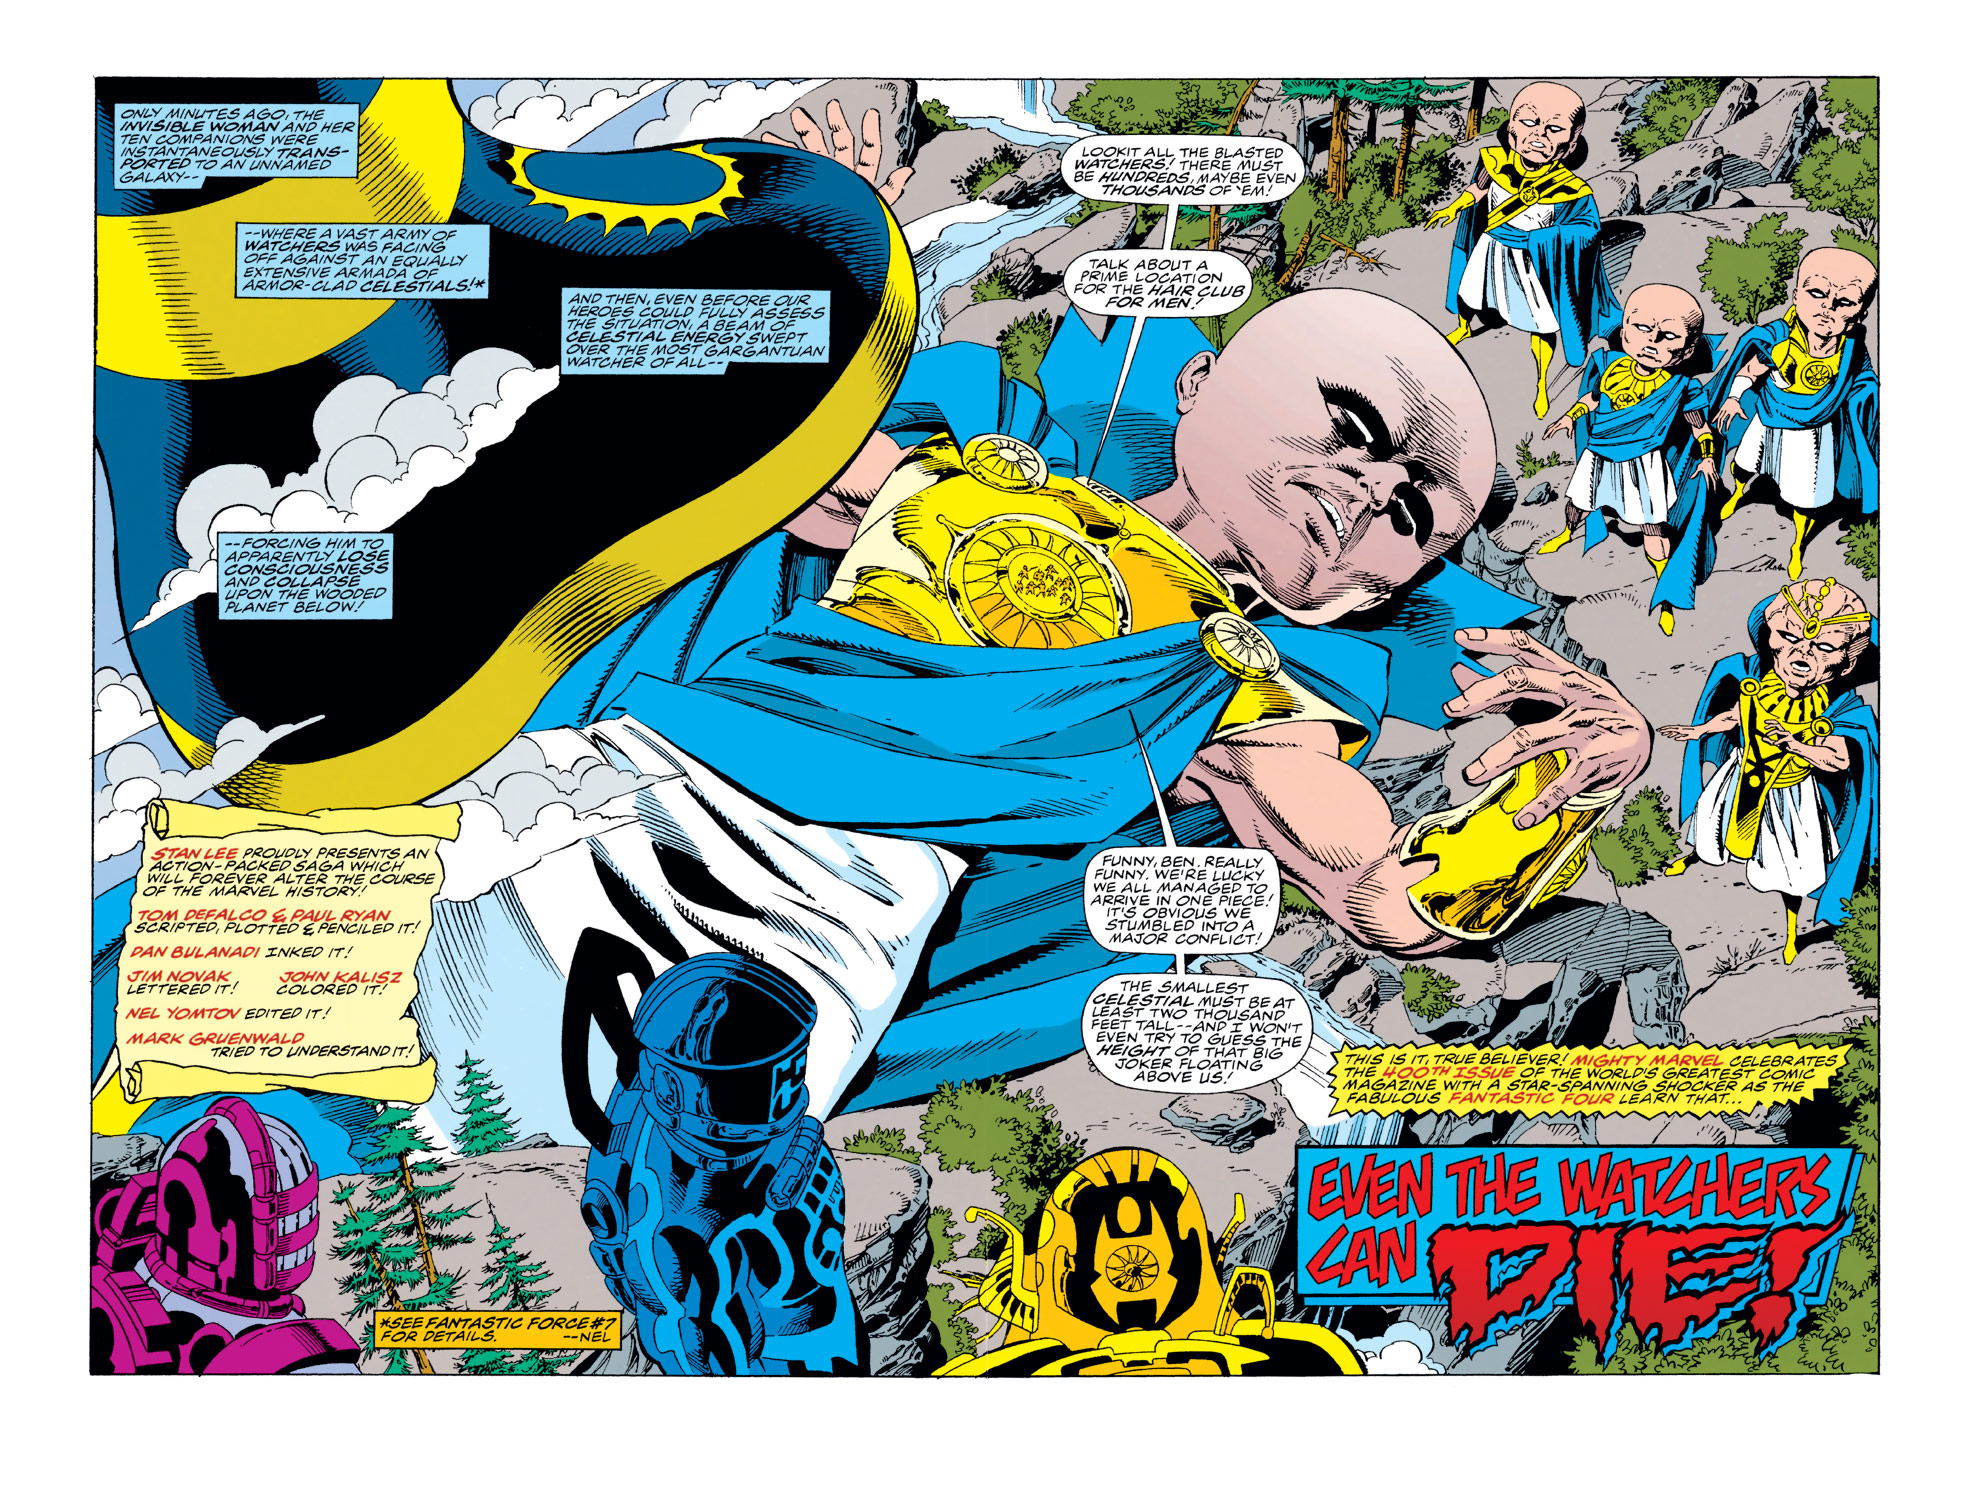 ONLY MINUTES AGO, THE
INVISIBLE WOMAN AND HER
TEN COMPANIONS WERE
INSTANTANEOUSLY TRANS-
PORTED TO AN UNNAMED
GALAXY--
--WHERE A VAST ARMY OF
WATCHERS WAS FACING
OFF AGAINST AN EQUALLY
EXTENSIVE ARMADA OF
ARMOR-CLAD CELESTIALS!*
AND THEN, EVEN BEFORE OUR
HEROES COULD FULLY ASSESS
THE SITUATION, A BEAM OF
CELESTIAL ENERGY SWEPT
OVER THE MOST GARGANTUAN
WATCHER OF ALL--
--FORCING HIM TO
APPARENTLY LOSE
CONSCIOUSNESS
AND COLLAPSE
UPON THE WOODED
PLANET BELOW!
LOOKIT ALL THE BLASTED
WATCHERS! THERE MUST
BE HUNDREDS, MAYBE EVEN
THOUSANDS OF 'EM!
TALK ABOUT A
PRIME LOCATION
FOR THE HAIR CLUB
FOR MEN!
FUNNY, BEN. REALLY
FUNNY. WE'RE LUCKY
WE ALL MANAGED TO
ARRIVE IN ONE PIECE!
IT'S OBVIOUS WE
STUMBLED INTO A
MAJOR CONFLICT!
THE SMALLEST
CELESTIAL MUST BE AT
LEAST TWO THOUSAND
FEET TALL--AND I WON'T
EVEN TRY TO GUESS THE
HEIGHT OF THAT BIG
JOKER FLOATING
ABOVE US!
STAN LEE PROUDLY PRESENTS AN
ACTION-PACKED SAGA WHICH
WILL FOREVER ALTER THE COURSE
OF THE MARVEL HISTORY!
TOM DEFALCO & PAUL RYAN
SCRIPTED, PLOTTED & PENCILED IT!
DAN BULANADI INKED IT!
JIM NOVAK JOHN KALISZ
LETTERED IT! COLORED IT!
NEL YOMTOV EDITED IT!
MARK GRUENWALD
TRIED TO UNDERSTAND IT!
*SEE FANTASTIC FORCE #7
FOR DETAILS. --NEL
THIS IS IT, TRUE BELIEVER! MIGHTY MARVEL CELEBRATES
THE 400TH ISSUE OF THE WORLD'S GREATEST COMIC
MAGAZINE WITH A STAR-SPANNING SHOCKER AS THE
FABULOUS FANTASTIC FOUR LEARN THAT...
EVEN THE WATCHERS
CAN DIE!